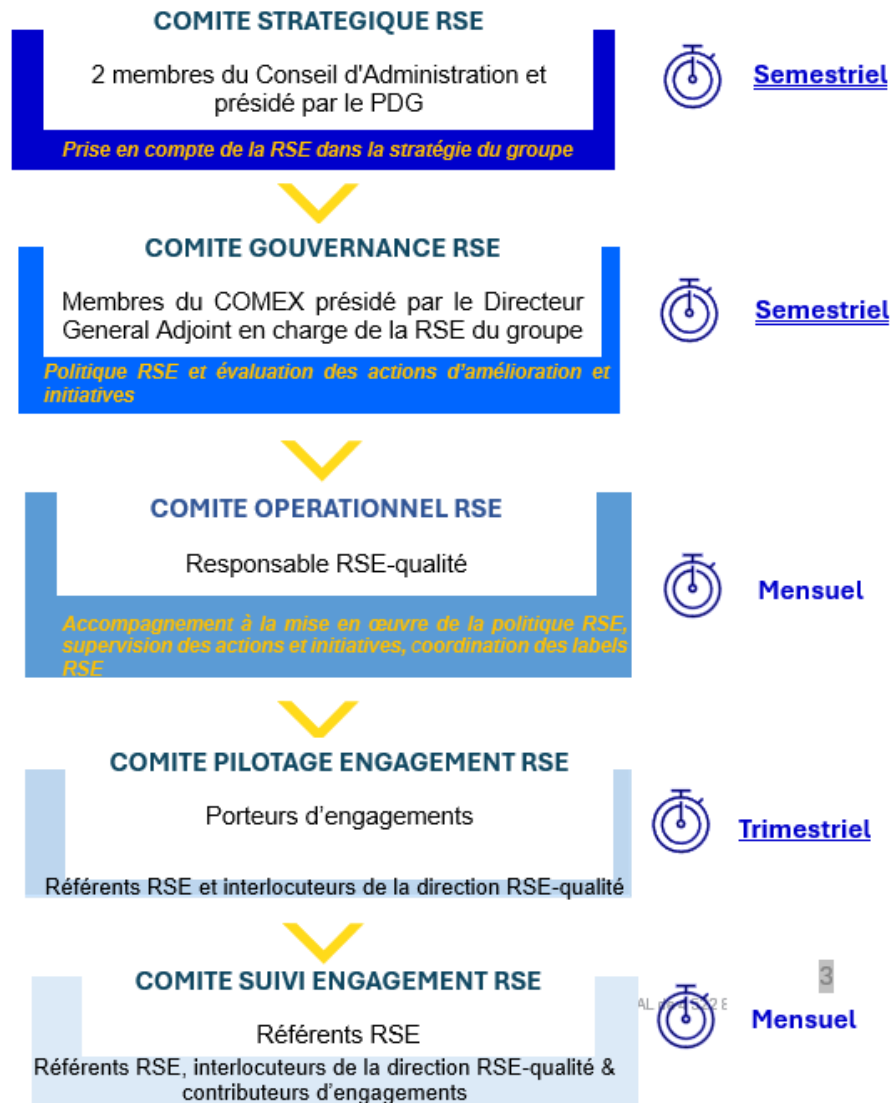 COMITE STRATEGIQUE RSE
2 membres du Conseil d'Administration et
présidé par le PDG
Semestriel
Prise en compte de la RSE dans la stratégie du groupe
COMITE GOUVERNANCE RSE
Membres du COMEX présidé par le Directeur
General Adjoint en charge de la RSE du groupe
Semestriel
Politique RSE et évaluation des actions d'amélioration et
initiatives
COMITE OPERATIONNEL RSE
Responsable RSE-qualité
Mensuel
Accompagnement à la mise en œuvre de la politique RSE,
supervision des actions et initiatives, coordination des labels
RSE
COMITE PILOTAGE ENGAGEMENT RSE
Porteurs d'engagements
Trimestriel
Référents RSE et interlocuteurs de la direction RSE-qualité
COMITE SUIVI ENGAGEMENT RSE
3
Référents RSE
Mensuel
Référents RSE, interlocuteurs de la direction RSE-qualité &
contributeurs d'engagements